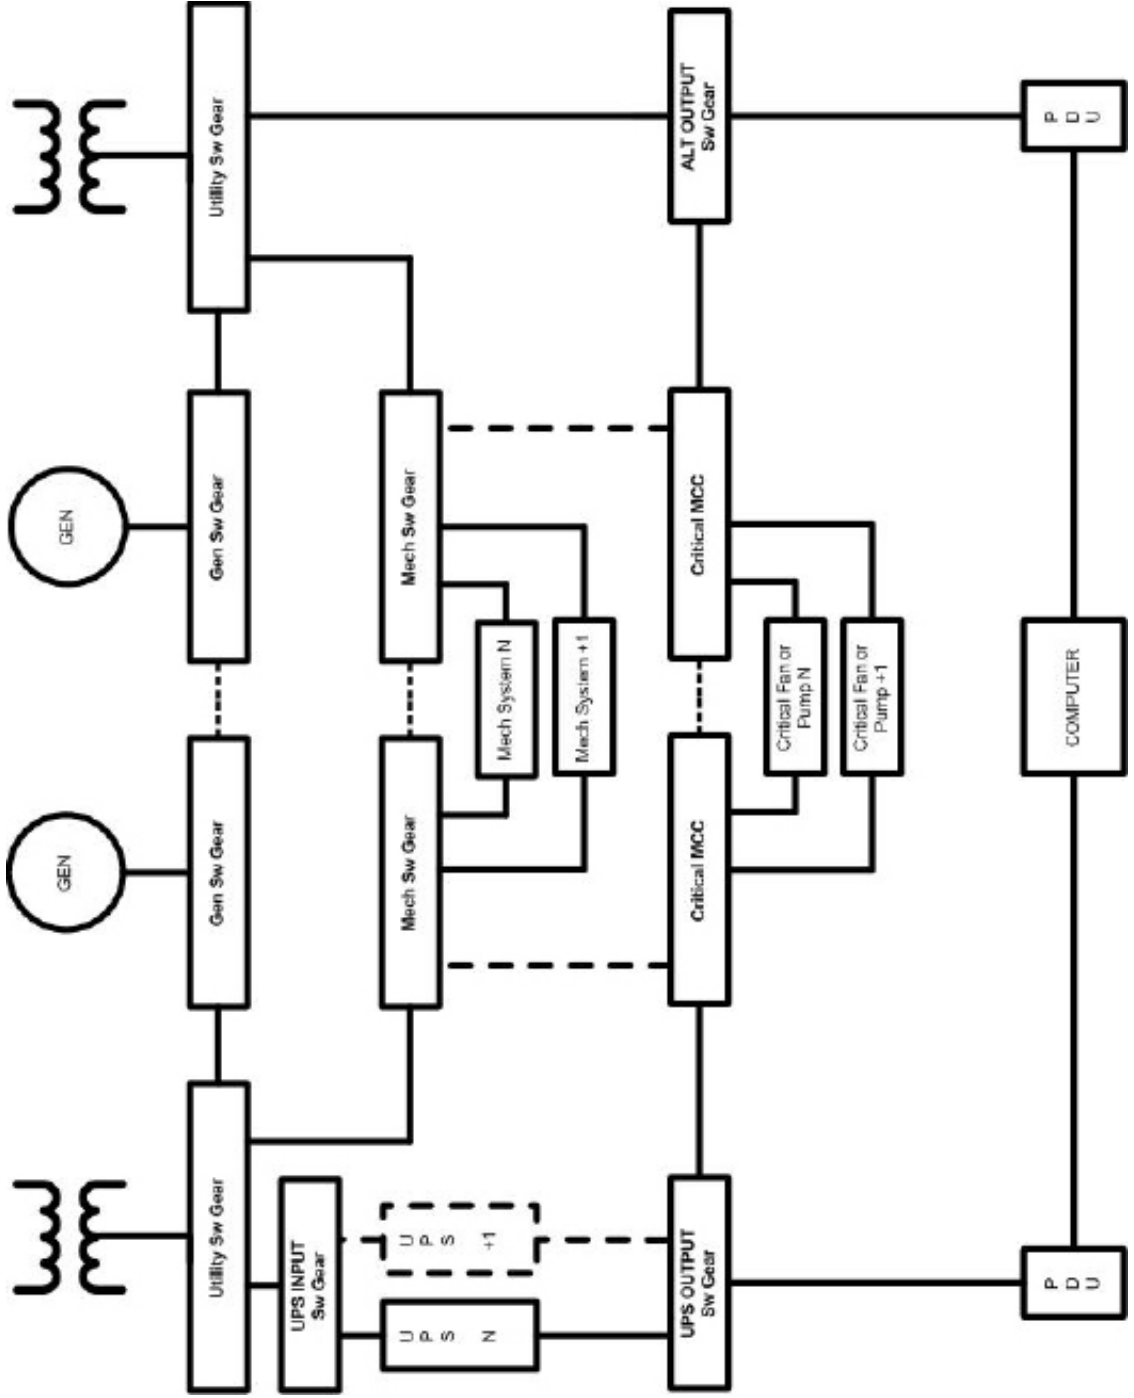 GEN
GEN
Utility Sw Gear
Gen Sw Gear
Gen Sw Gear
Utility Sw Gear
UPS INPUT
Sw Gear
U
P
S
N
U
P
S
+1
Mech Sw Gear
Mech Sw Gear
Mech System N
Mech System +1
UPS OUTPUT
Sw Gear
Critical MCC
Critical MCC
ALT OUTPUT
Sw Gear
Critical Fan or
Pump N
Critical Fan or
Pump +1
P
D
U
COMPUTER
P
D
U